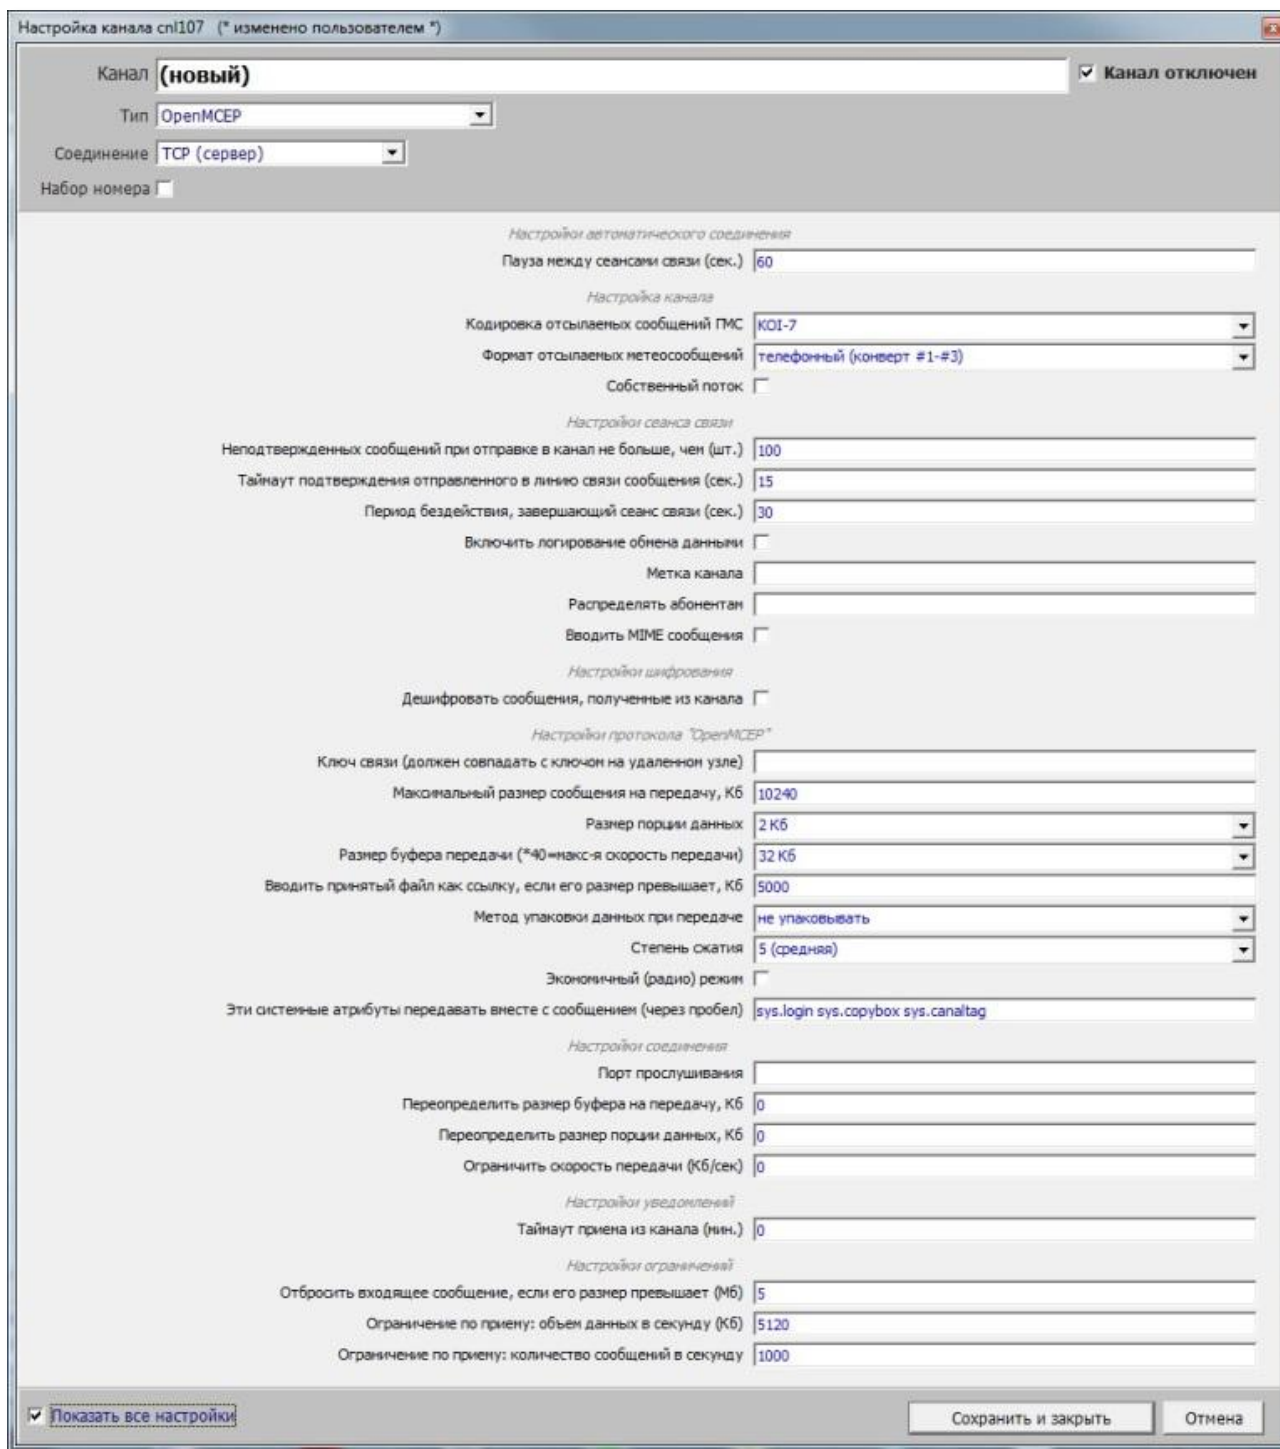 Настройка канала cnl107 (* изменено пользователем *)
Канал (новый) Канал отключен
Тип OpenMCEP
Соединение TCP (сервер)
Набор номера
Настройки автоматического соединения
Пауза между сеансами связи (сек.) 60
Настройка канала
Кодировка отсылаемых сообщений ГМС KOI-7
Формат отсылаемых метеосообщений телефонный (конверт #1-#3)
Собственный поток
Настройки сеанса связи
Неподтвержденных сообщений при отправке в канал не больше, чем (шт.) 100
Таймаут подтверждения отправленного в линию связи сообщения (сек.) 15
Период бездействия, завершающий сеанс связи (сек.) 30
Включить логирование обмена данными
Метка канала
Распределять абонентам
Вводить MIME сообщения
Настройки шифрования
Дешифровать сообщения, полученные из канала
Настройки протокола "OpenMCEP"
Ключ связи (должен совпадать с ключом на удаленном узле)
Максимальный размер сообщения на передачу, Кб 10240
Размер порции данных 2 Кб
Размер буфера передачи (*40=макс-я скорость передачи) 32 Кб
Вводить принятый файл как ссылку, если его размер превышает, Кб 5000
Метод упаковки данных при передаче не упаковывать
Степень сжатия 5 (средняя)
Экономичный (радио) режим
Эти системные атрибуты передавать вместе с сообщением (через пробел) sys.login sys.copybox sys.canaltag
Настройки соединения
Порт прослушивания
Переопределить размер буфера на передачу, Кб 0
Переопределить размер порции данных, Кб 0
Ограничить скорость передачи (Кб/сек) 0
Настройки уведомлений
Таймаут приема из канала (мин.) 0
Настройки ограничений
Отбросить входящее сообщение, если его размер превышает (Мб) 5
Ограничение по приему: объем данных в секунду (Кб) 5120
Ограничение по приему: количество сообщений в секунду 1000
Показать все настройки Сохранить и закрыть Отмена